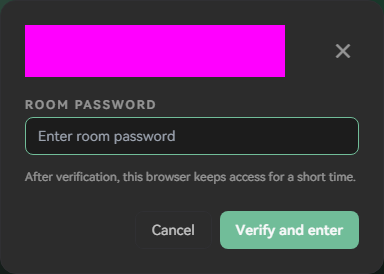 ROOM PASSWORD
Enter room password
After verification, this browser keeps access for a short time.
Cancel
Verify and enter